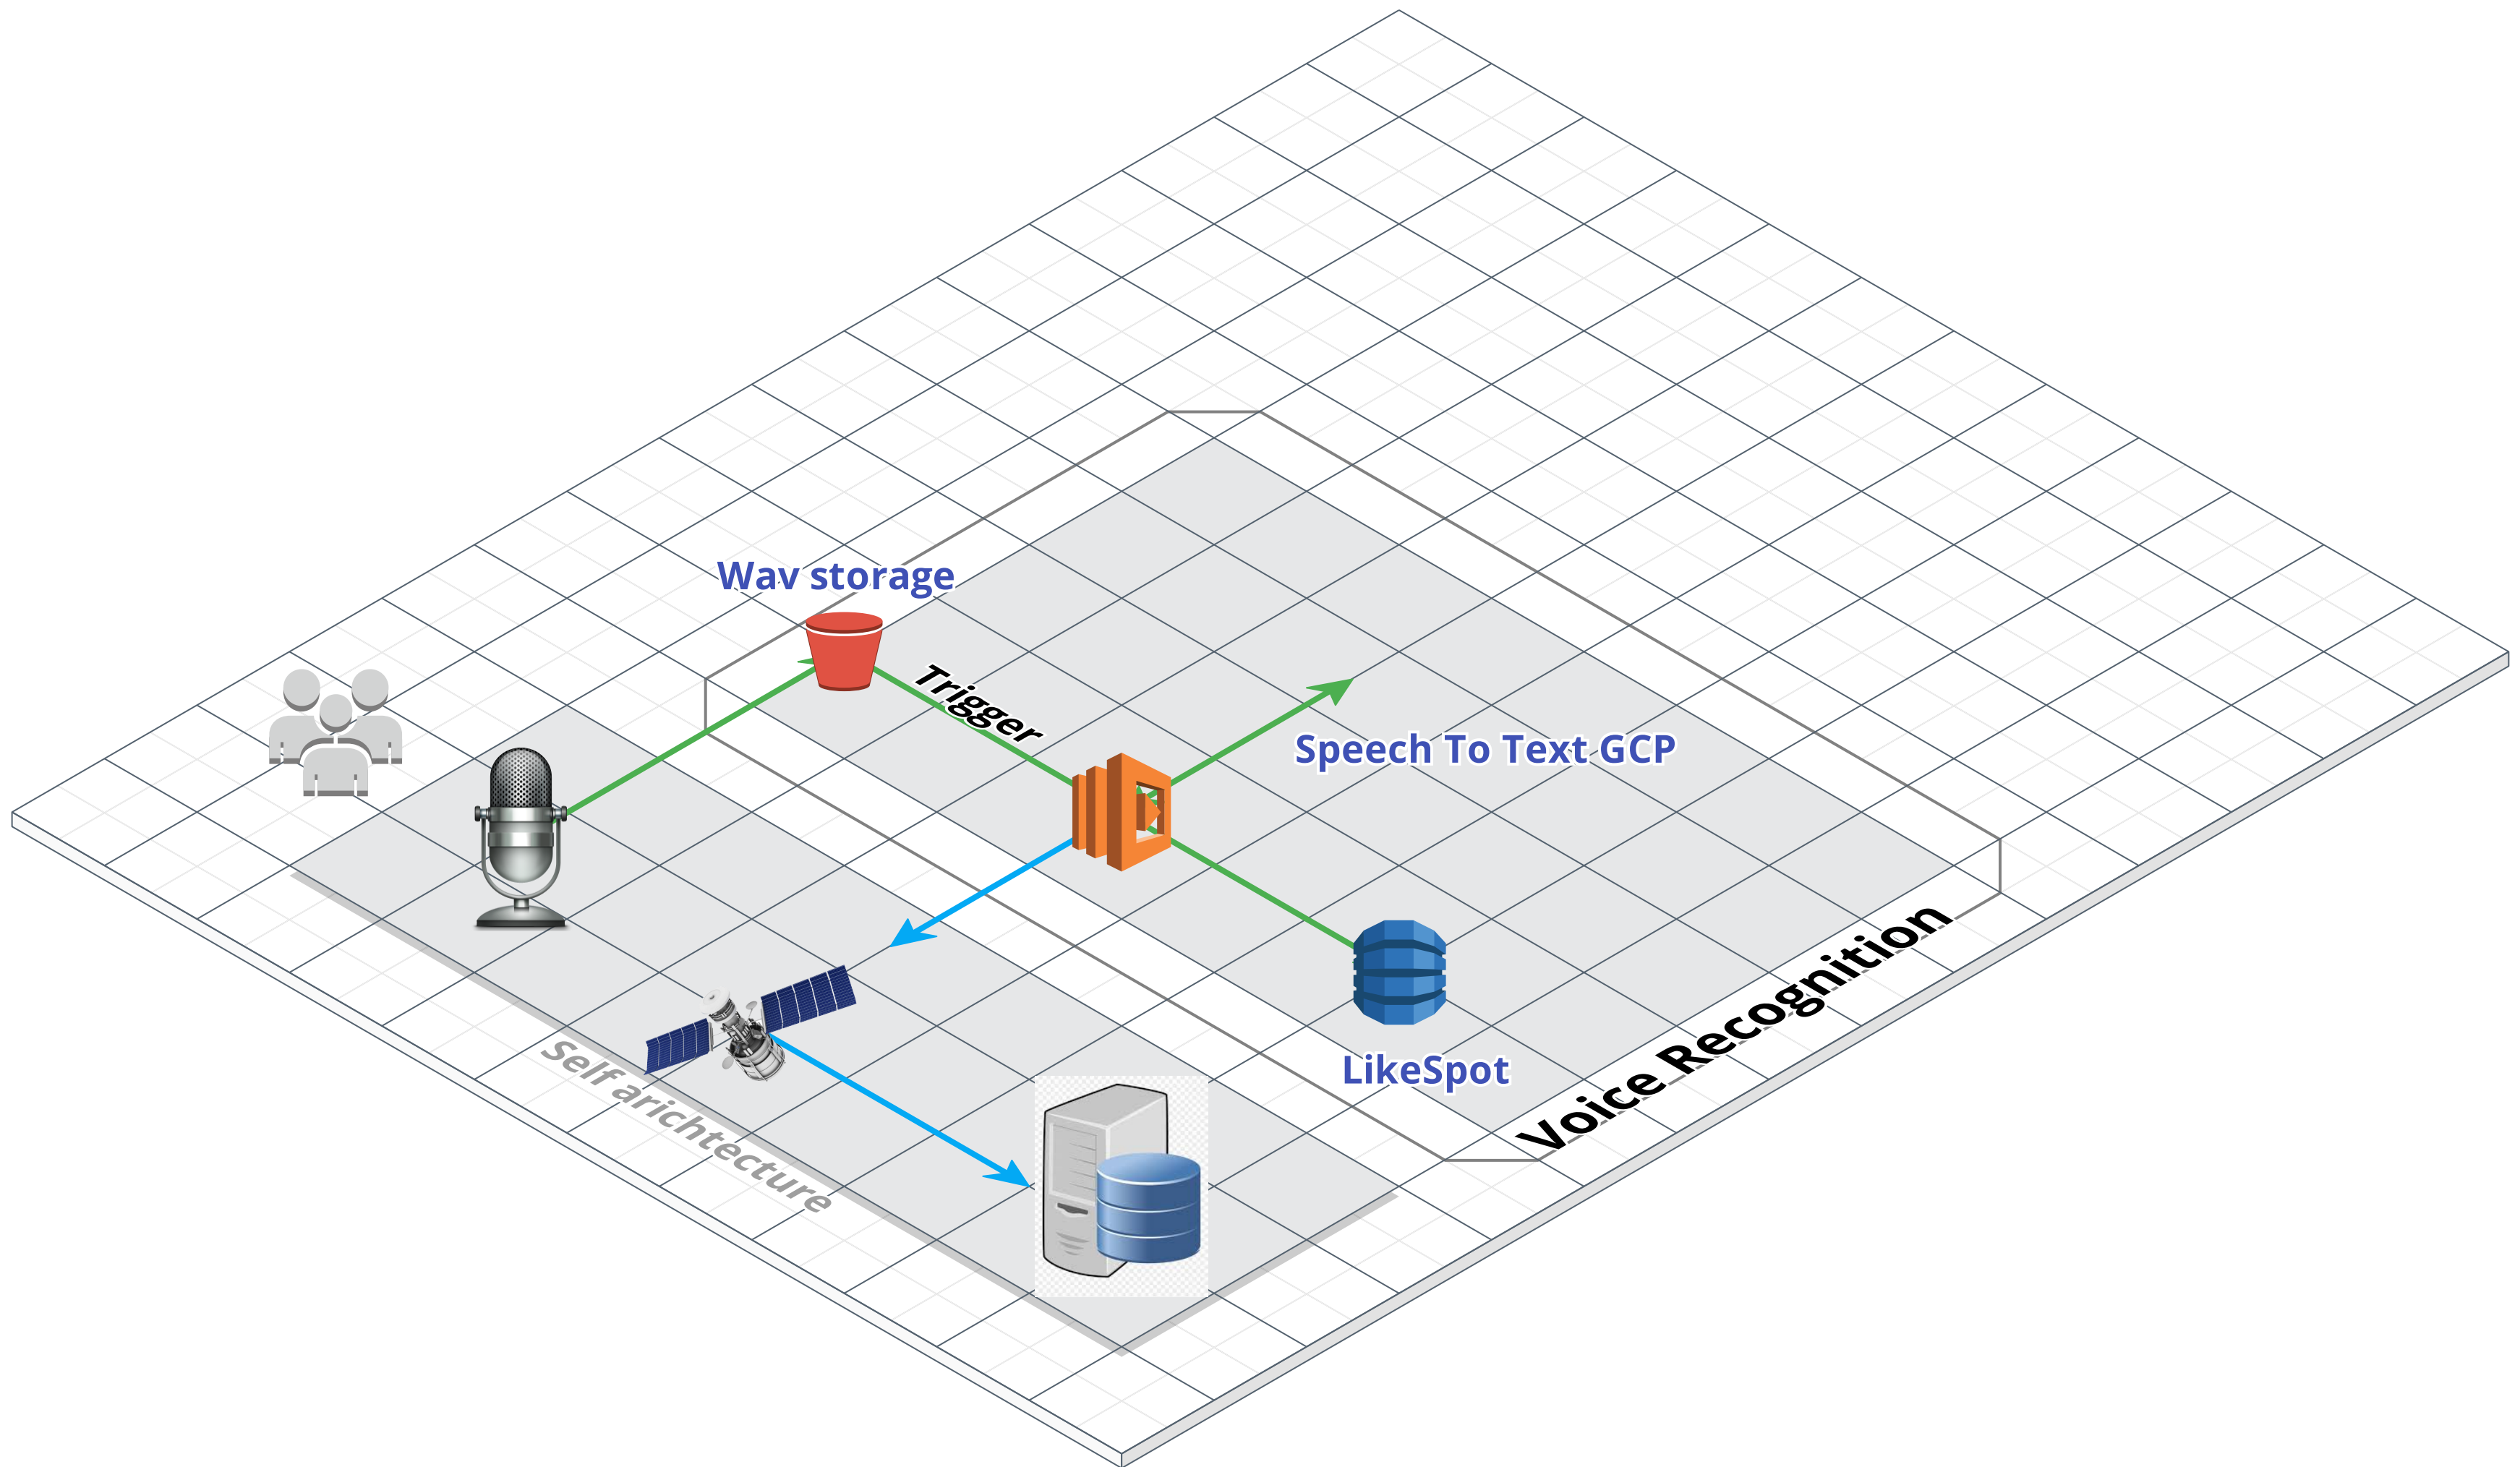 Wav storage
Trigger
Speech To Text GCP
LikeSpot
Voice Recognition
Self arichtecture